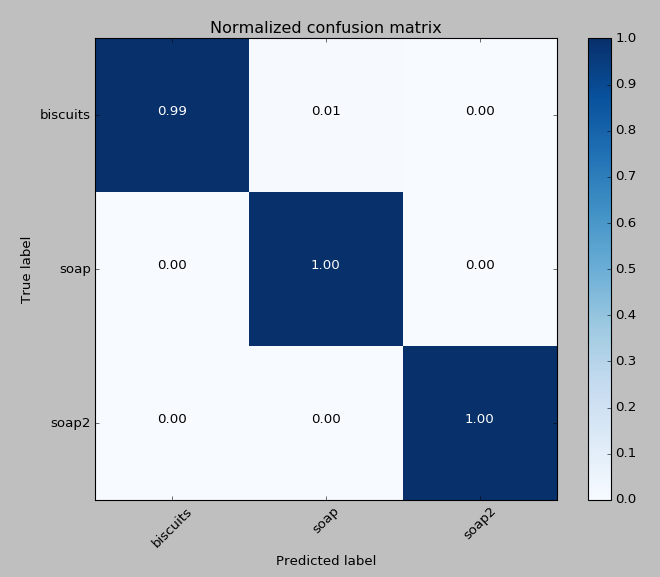 Normalized confusion matrix
biscuits 0.99 0.01 0.00
soap 0.00 1.00 0.00
soap2 0.00 0.00 1.00
biscuits soap soap2
True label
Predicted label
1.0
0.9
0.8
0.7
0.6
0.5
0.4
0.3
0.2
0.1
0.0